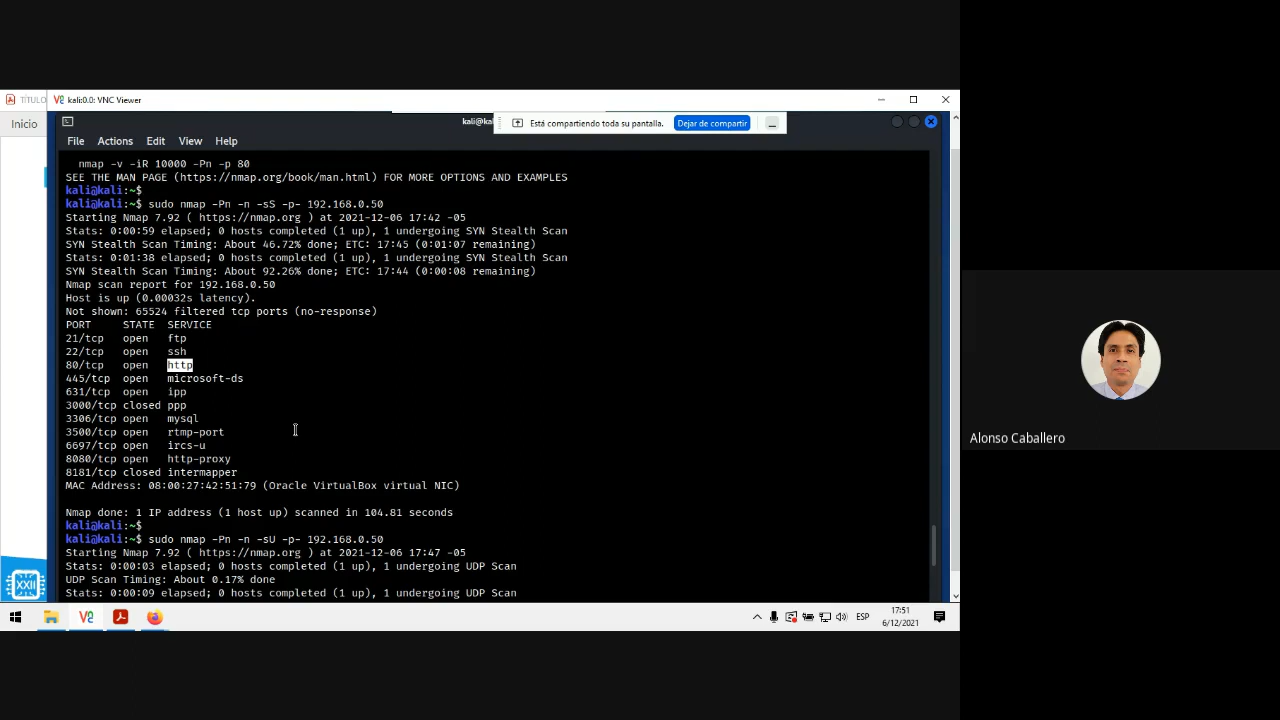 TÍTULO
kali:0.0: VNC Viewer
Inicio
kali@kal
Está compartiendo toda su pantalla.
Dejar de compartir
File Actions Edit View Help
nmap -v -iR 10000 -Pn -p 80
SEE THE MAN PAGE (https://nmap.org/book/man.html) FOR MORE OPTIONS AND EXAMPLES
kali@kali:~$
kali@kali:~$ sudo nmap -Pn -n -sS -p- 192.168.0.50
Starting Nmap 7.92 ( https://nmap.org ) at 2021-12-06 17:42 -05
Stats: 0:00:59 elapsed; 0 hosts completed (1 up), 1 undergoing SYN Stealth Scan
SYN Stealth Scan Timing: About 46.72% done; ETC: 17:45 (0:01:07 remaining)
Stats: 0:01:38 elapsed; 0 hosts completed (1 up), 1 undergoing SYN Stealth Scan
SYN Stealth Scan Timing: About 92.26% done; ETC: 17:44 (0:00:08 remaining)
Nmap scan report for 192.168.0.50
Host is up (0.00032s latency).
Not shown: 65524 filtered tcp ports (no-response)
PORT STATE SERVICE
21/tcp open ftp
22/tcp open ssh
80/tcp open http
445/tcp open microsoft-ds
631/tcp open ipp
3000/tcp closed ppp
3306/tcp open mysql
3500/tcp open rtmp-port
6697/tcp open ircs-u
8080/tcp open http-proxy
8181/tcp closed intermapper
MAC Address: 08:00:27:42:51:79 (Oracle VirtualBox virtual NIC)
Nmap done: 1 IP address (1 host up) scanned in 104.81 seconds
kali@kali:~$
kali@kali:~$ sudo nmap -Pn -n -sU -p- 192.168.0.50
Starting Nmap 7.92 ( https://nmap.org ) at 2021-12-06 17:47 -05
Stats: 0:00:03 elapsed; 0 hosts completed (1 up), 1 undergoing UDP Scan
UDP Scan Timing: About 0.17% done
Stats: 0:00:09 elapsed; 0 hosts completed (1 up), 1 undergoing UDP Scan
XXII
ESP
17:51
6/12/2021
Alonso Caballero